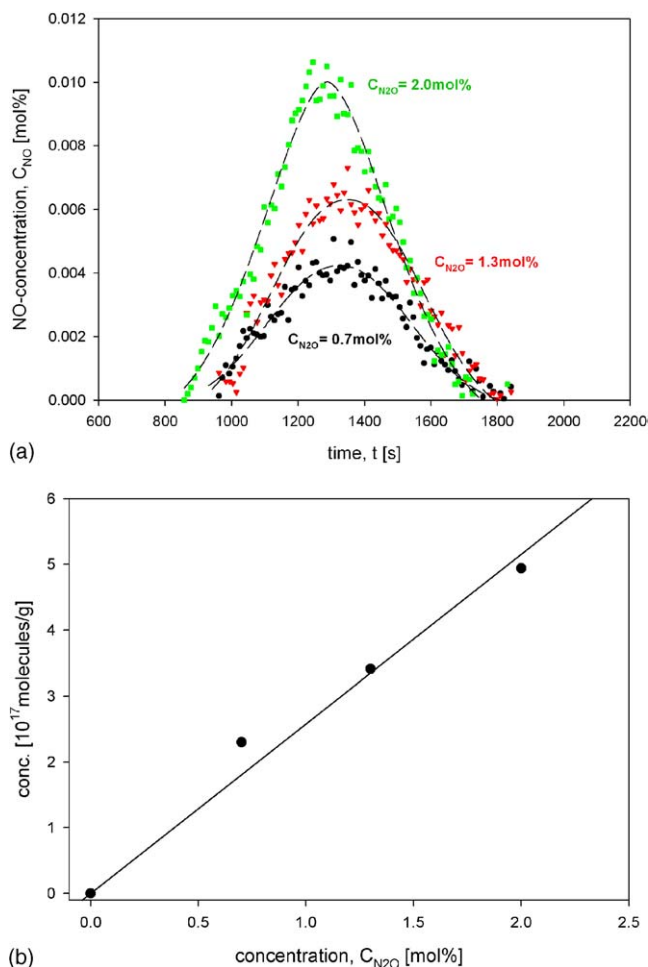 0.012
0.010
0.008
0.006
0.004
0.002
0.000
NO-concentration, C_NO [mol%]
C_N2O = 2.0mol%
C_N2O = 1.3mol%
C_N2O = 0.7mol%
600 800 1000 1200 1400 1600 1800 2000 2200
time, t [s]
(a)
6
5
4
3
2
1
0
conc. [10^17 molecules/g]
0.0 0.5 1.0 1.5 2.0 2.5
concentration, C_N2O [mol%]
(b)